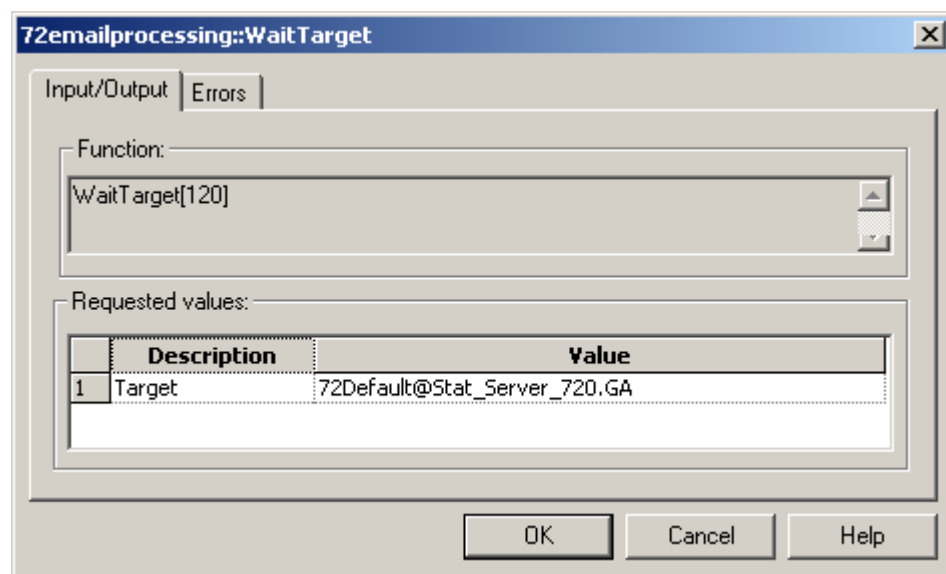 72emailprocessing::WaitTarget
Input/Output Errors
Function:
WaitTarget[120]
Requested values:
Description Value
1 Target 72Default@Stat_Server_720.GA
OK Cancel Help